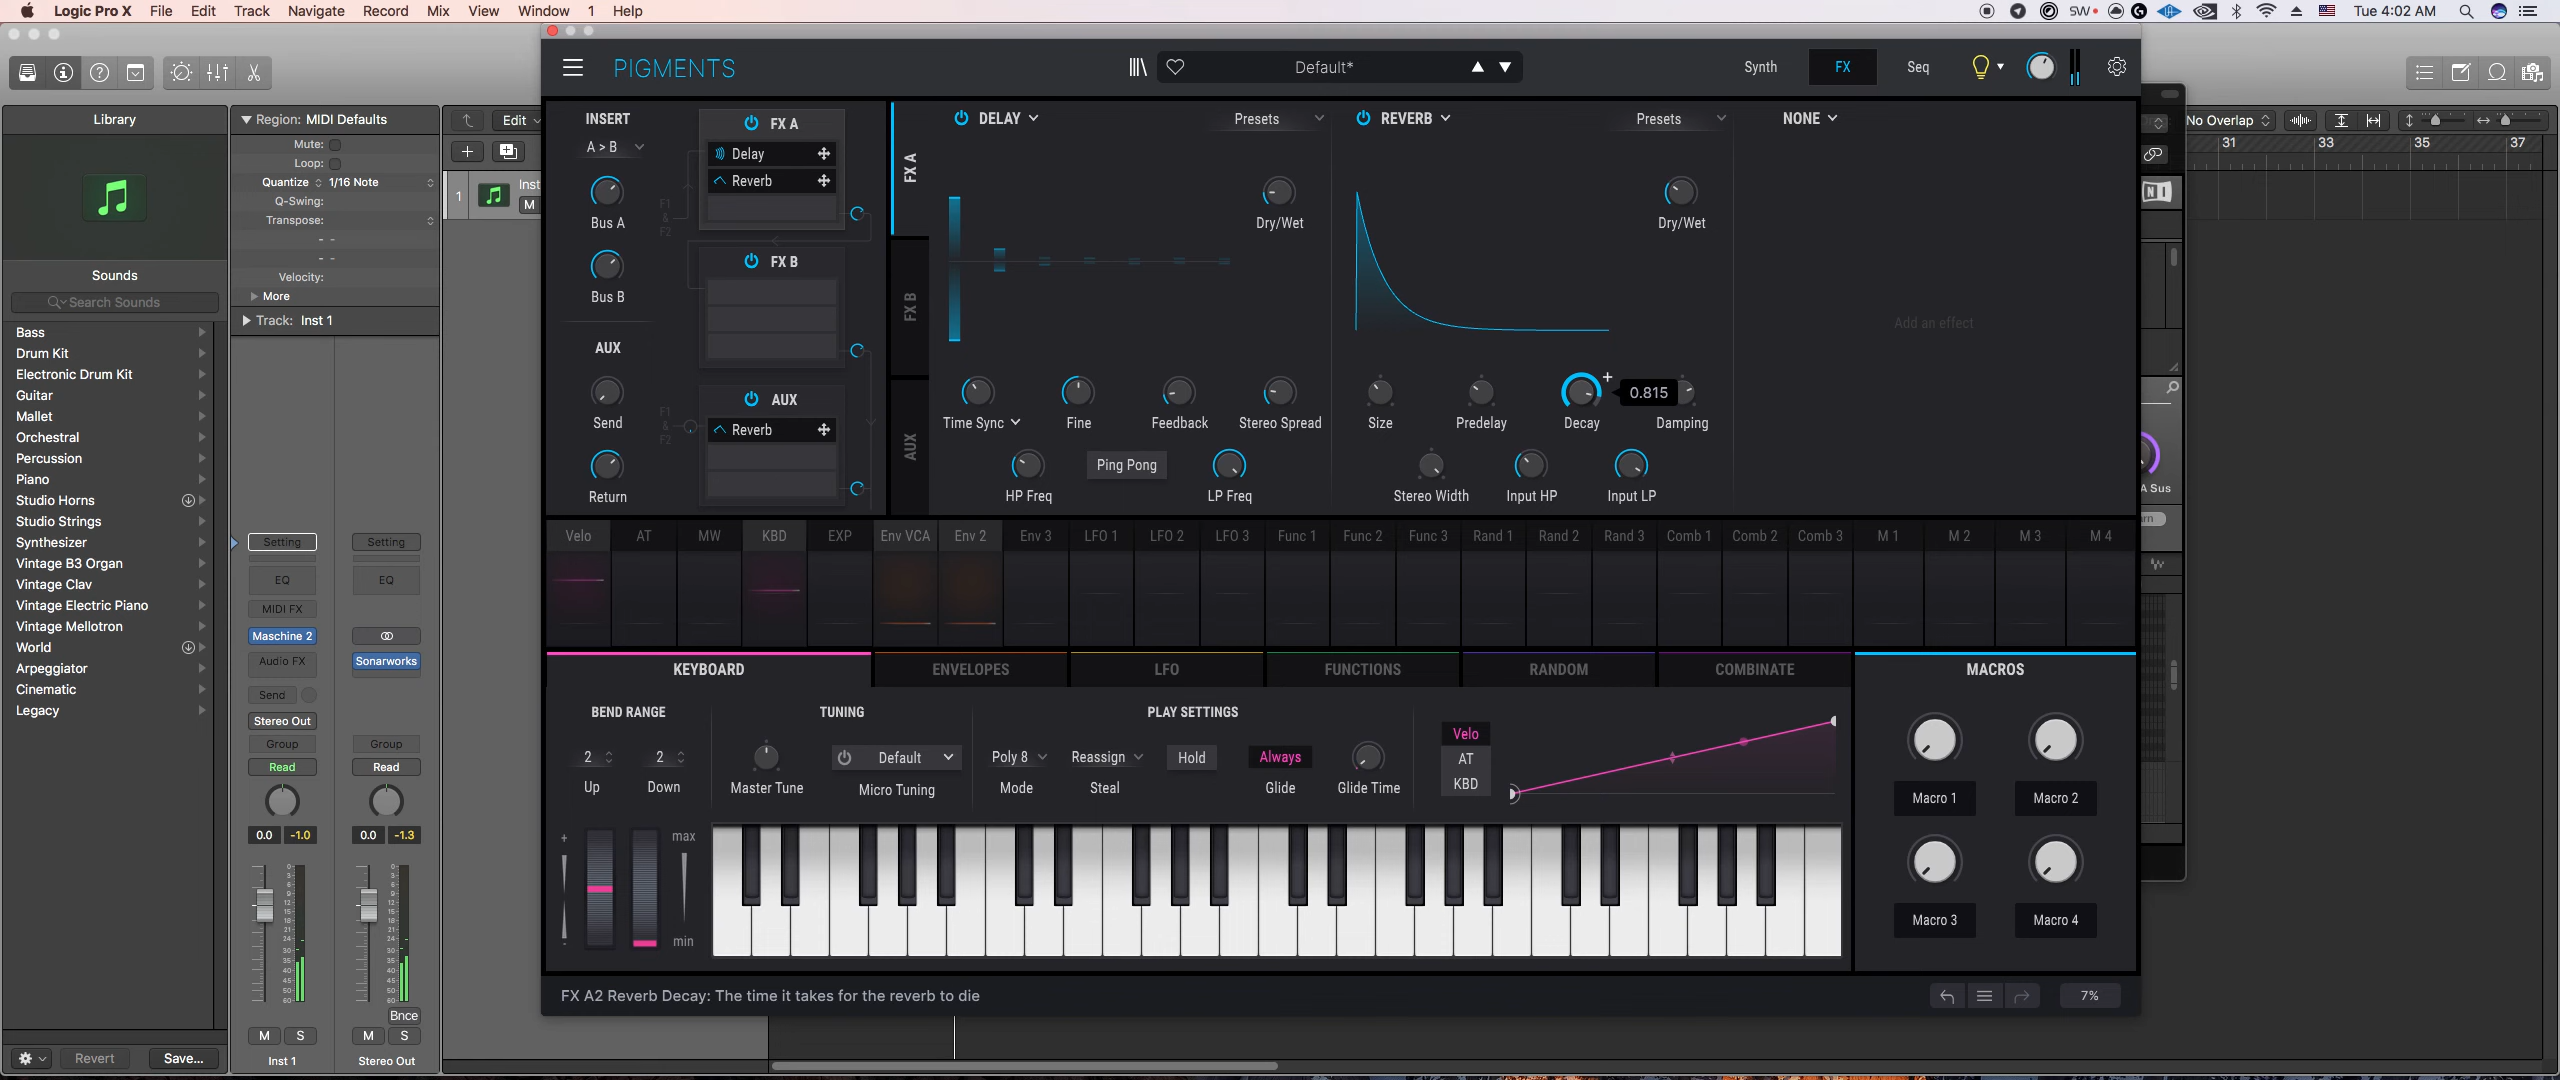 Logic Pro X File Edit Track Navigate Record Mix View Window 1 Help
SW Tue 4:02 AM
PIGMENTS
Default*
Synth FX Seq
Library
Region: MIDI Defaults
Mute:
Loop:
Quantize 1/16 Note
Q-Swing:
Transpose:
Velocity:
More
Track: Inst 1
Edit
1 Inst
M
No Overlap
31 33 35 37
Sounds
Search Sounds
Bass
Drum Kit
Electronic Drum Kit
Guitar
Mallet
Orchestral
Percussion
Piano
Studio Horns
Studio Strings
Synthesizer
Vintage B3 Organ
Vintage Clav
Vintage Electric Piano
Vintage Mellotron
World
Arpeggiator
Cinematic
Legacy
Revert Save...
Setting Setting
EQ EQ
MIDI FX
Maschine 2
Audio FX Sonarworks
Send
Stereo Out
Group Group
Read Read
0.0 -1.0 0.0 -1.3
Bnce
M S M S
Inst 1 Stereo Out
INSERT
A > B
Bus A
Bus B
AUX
Send
Return
FX A
Delay
Reverb
F1
&
F2
FX B
AUX
F1
&
F2
Reverb
FX A
FX B
AUX
DELAY Presets
Dry/Wet
Time Sync Fine Feedback Stereo Spread
HP Freq Ping Pong LP Freq
REVERB Presets
Dry/Wet
Size Predelay Decay 0.815 Damping
Stereo Width Input HP Input LP
NONE
Add an effect
NI
A Sus
Velo AT MW KBD EXP Env VCA Env 2 Env 3 LFO 1 LFO 2 LFO 3 Func 1 Func 2 Func 3 Rand 1 Rand 2 Rand 3 Comb 1 Comb 2 Comb 3 M 1 M 2 M 3 M 4
KEYBOARD ENVELOPES LFO FUNCTIONS RANDOM COMBINATE MACROS
BEND RANGE TUNING PLAY SETTINGS
2 2
Up Down
Master Tune
Default
Micro Tuning
Poly 8 Reassign Hold Always
Mode Steal Glide Glide Time
Velo
AT
KBD
max
min
Macro 1 Macro 2
Macro 3 Macro 4
FX A2 Reverb Decay: The time it takes for the reverb to die
7%